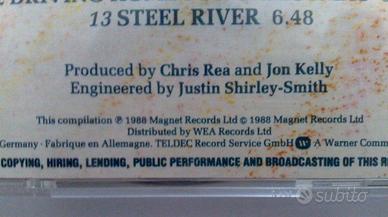 DRIVING
13 STEEL RIVER 6.48
Produced by Chris Rea and Jon Kelly
Engineered by Justin Shirley-Smith
This compilation ℗ 1988 Magnet Records Ltd © 1988 Magnet Records Ltd
Distributed by WEA Records Ltd
Germany · Fabrique en Allemagne. TELDEC Record Service GmbH A Warner Comm
COPYING, HIRING, LENDING, PUBLIC PERFORMANCE AND BROADCASTING OF THIS R
subito